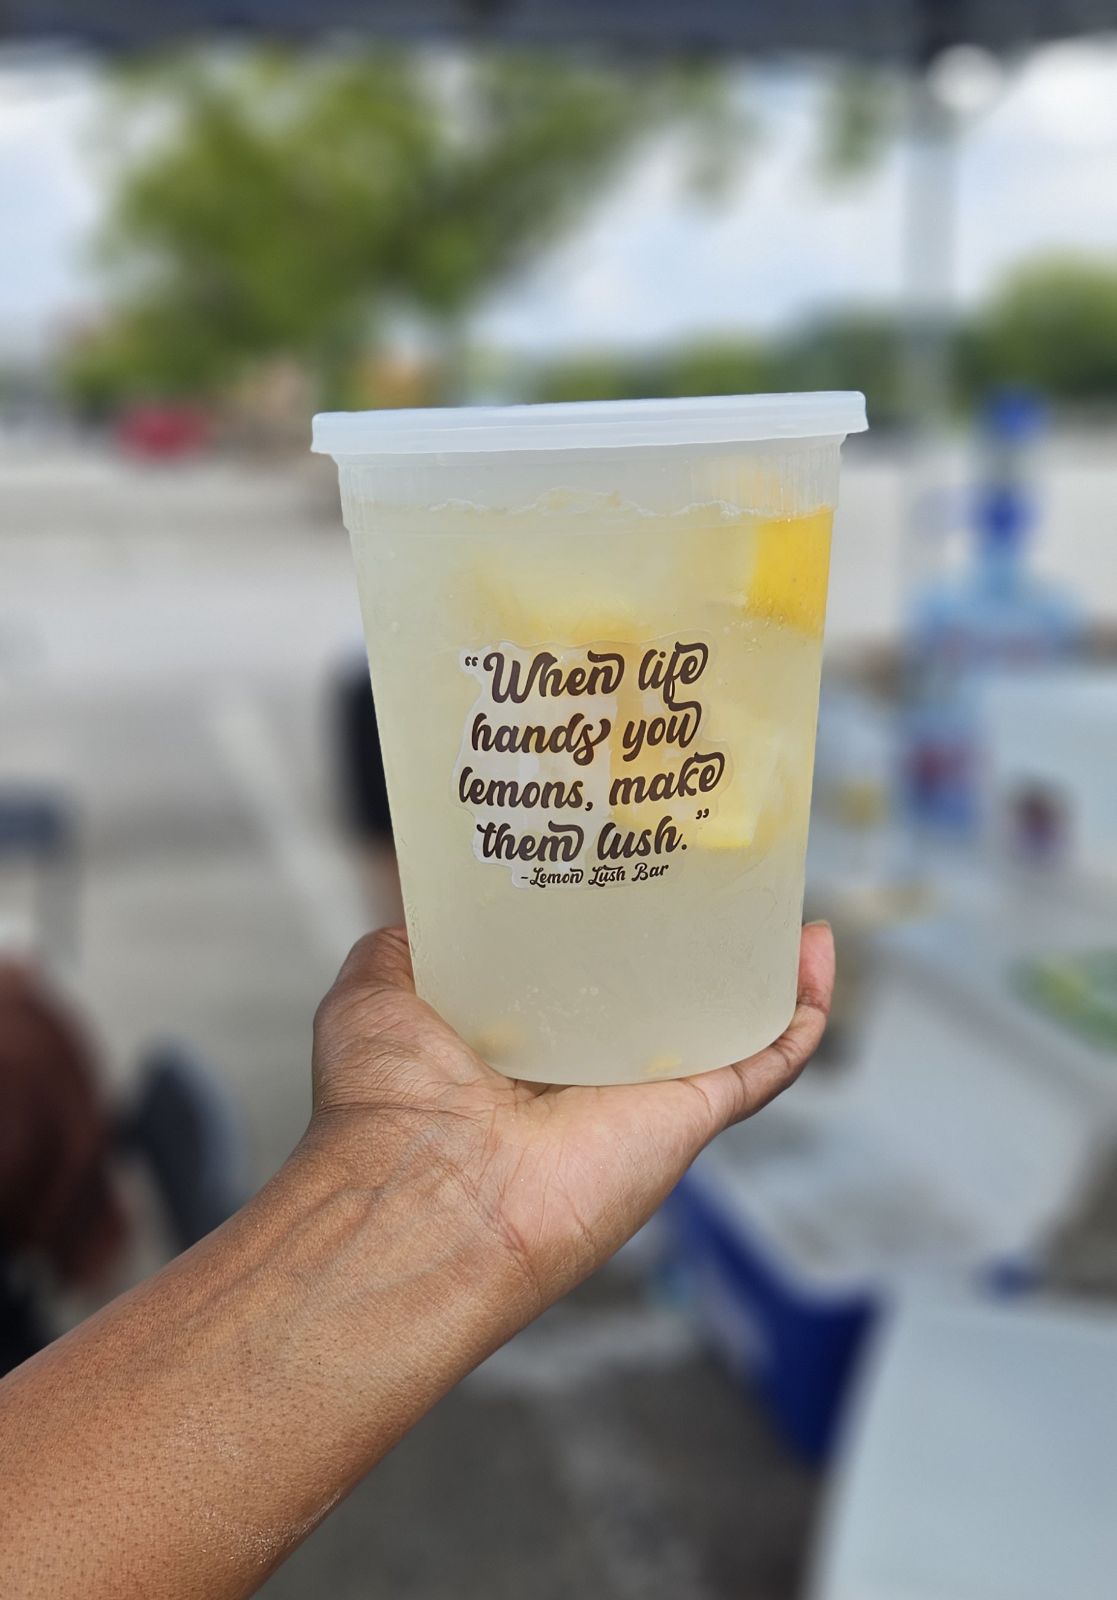 “When life
hands you
lemons, make
them lush.”
-Lemon Lush Bar